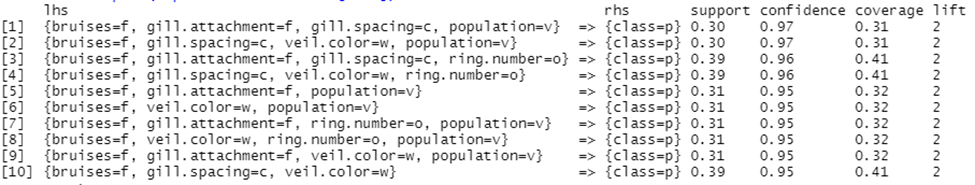 lhs rhs support confidence coverage lift
[1] {bruises=f, gill.attachment=f, gill.spacing=c, population=v} => {class=p} 0.30 0.97 0.31 2
[2] {bruises=f, gill.spacing=c, veil.color=w, population=v} => {class=p} 0.30 0.97 0.31 2
[3] {bruises=f, gill.attachment=f, gill.spacing=c, ring.number=o} => {class=p} 0.39 0.96 0.41 2
[4] {bruises=f, gill.spacing=c, veil.color=w, ring.number=o} => {class=p} 0.39 0.96 0.41 2
[5] {bruises=f, gill.attachment=f, population=v} => {class=p} 0.31 0.95 0.32 2
[6] {bruises=f, veil.color=w, population=v} => {class=p} 0.31 0.95 0.32 2
[7] {bruises=f, gill.attachment=f, ring.number=o, population=v} => {class=p} 0.31 0.95 0.32 2
[8] {bruises=f, veil.color=w, ring.number=o, population=v} => {class=p} 0.31 0.95 0.32 2
[9] {bruises=f, gill.attachment=f, veil.color=w, population=v} => {class=p} 0.31 0.95 0.32 2
[10] {bruises=f, gill.spacing=c, veil.color=w} => {class=p} 0.39 0.95 0.41 2